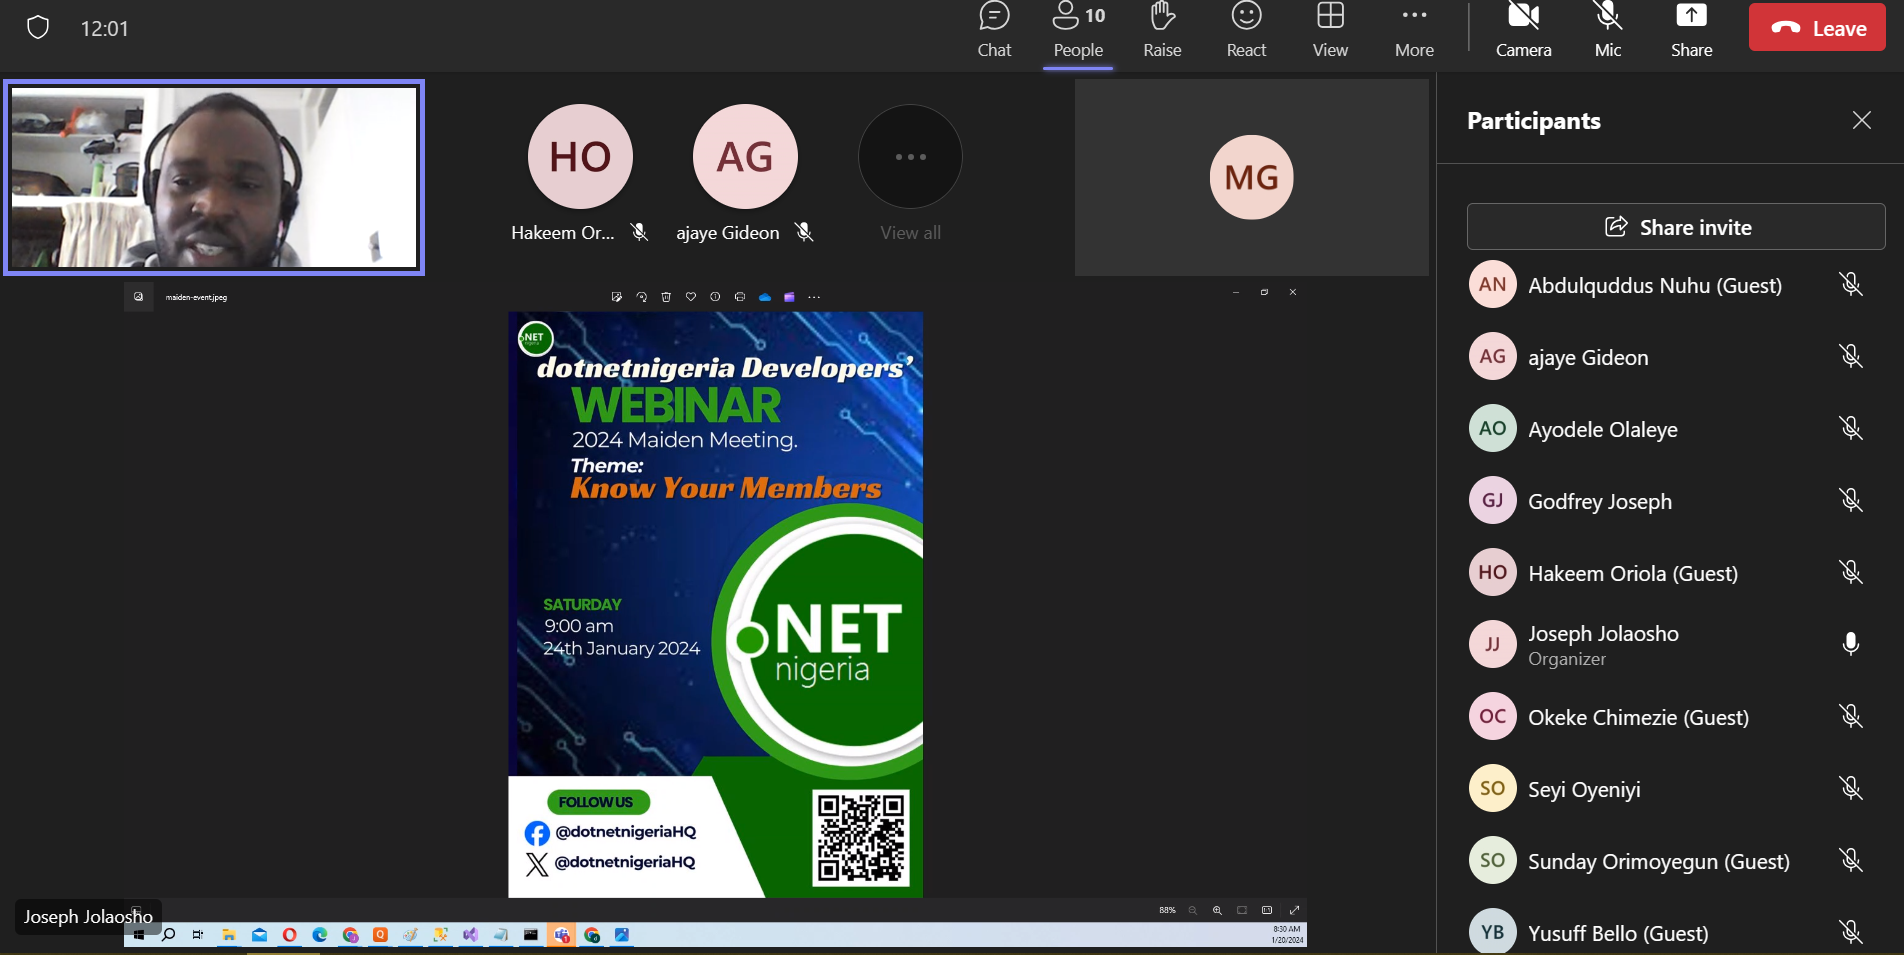 12:01
Chat
People
10
Raise
React
View
More
Camera
Mic
Share
Leave
HO
Hakeem Or...
AG
ajaye Gideon
View all
MG
Participants
Share invite
AN
Abdulquddus Nuhu (Guest)
AG
ajaye Gideon
AO
Ayodele Olaleye
GJ
Godfrey Joseph
HO
Hakeem Oriola (Guest)
JJ
Joseph Jolaosho
Organizer
OC
Okeke Chimezie (Guest)
SO
Seyi Oyeniyi
SO
Sunday Orimoyegun (Guest)
YB
Yusuff Bello (Guest)
maiden-event.jpeg
NET
nigeria
dotnetnigeria Developers’
WEBINAR
2024 Maiden Meeting.
Theme:
Know Your Members
SATURDAY
9:00 am
24th January 2024
.NET
nigeria
FOLLOW US
@dotnetnigeriaHQ
@dotnetnigeriaHQ
88%
Joseph Jolaosho
8:30 AM
1/20/2024